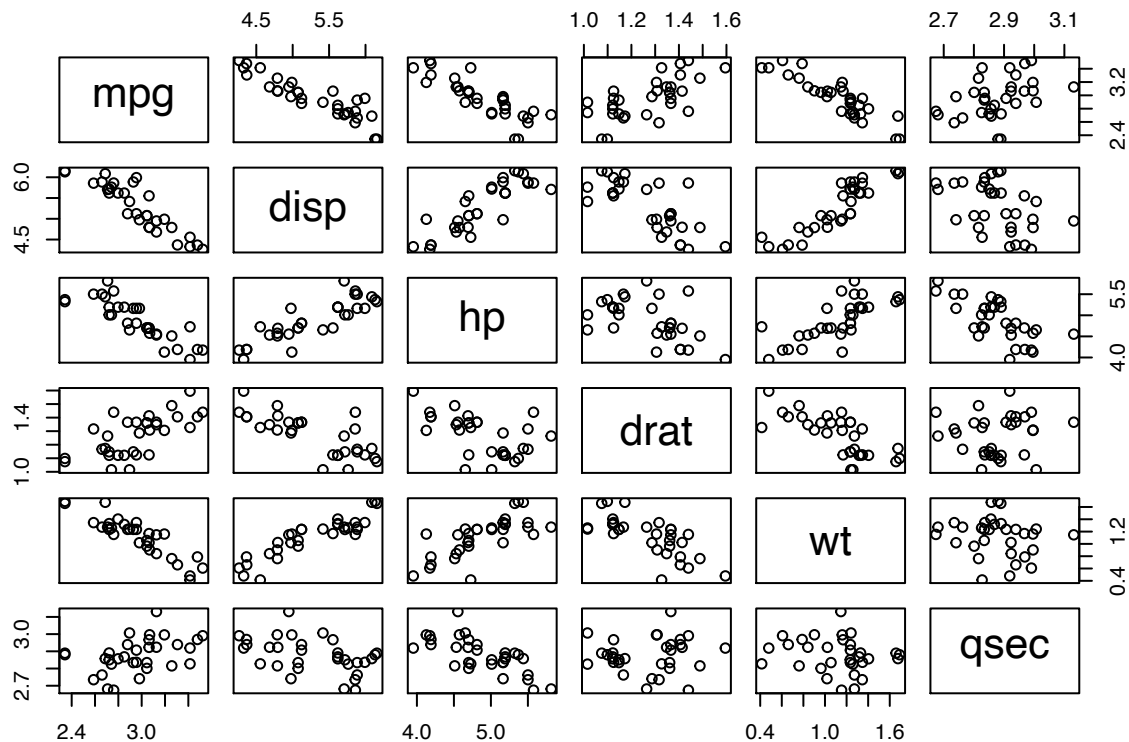 4.5 5.5 1.0 1.2 1.4 1.6 2.7 2.9 3.1
mpg 2.4 3.2
4.5 6.0 disp
hp 4.0 5.5
1.0 1.4 drat
wt 0.4 1.2
2.7 3.0 qsec
2.4 3.0 4.0 5.0 0.4 1.0 1.6